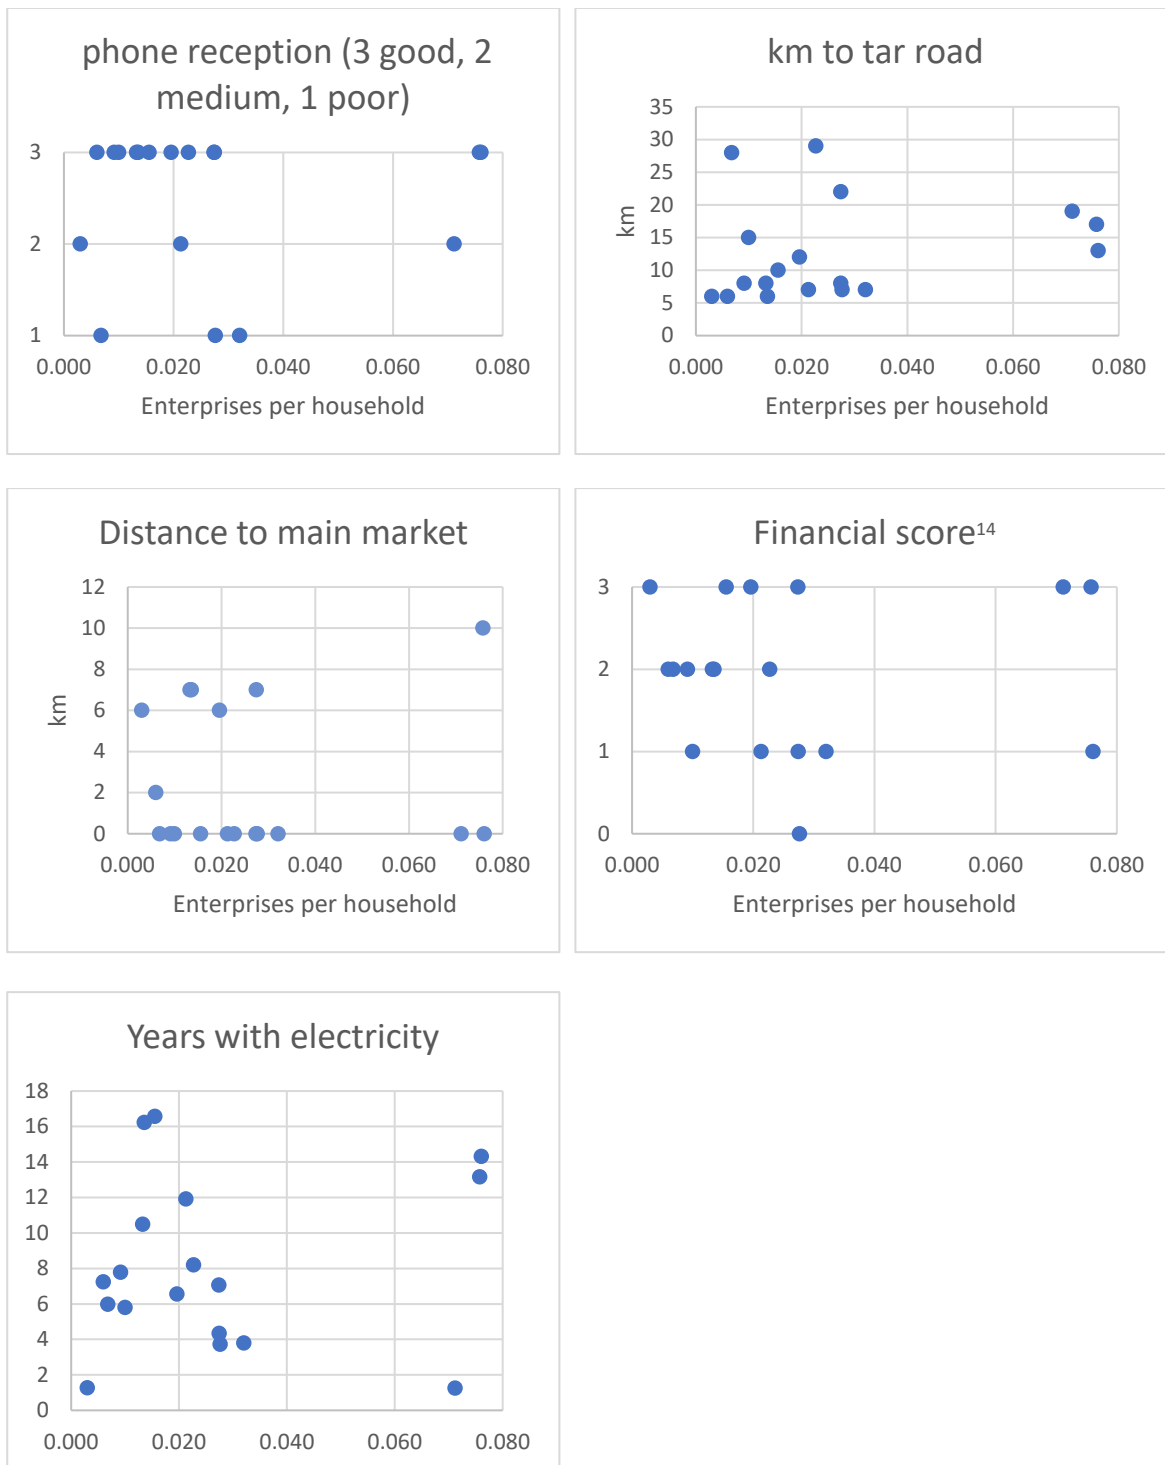 phone reception (3 good, 2
medium, 1 poor)
3
2
1
0.000 0.020 0.040 0.060 0.080
Enterprises per household
km to tar road
35
30
25
20
15
10
5
0
km
0.000 0.020 0.040 0.060 0.080
Enterprises per household
Distance to main market
12
10
8
6
4
2
0
km
0.000 0.020 0.040 0.060 0.080
Enterprises per household
Financial score¹⁴
3
2
1
0
0.000 0.020 0.040 0.060 0.080
Enterprises per household
Years with electricity
18
16
14
12
10
8
6
4
2
0
0.000 0.020 0.040 0.060 0.080